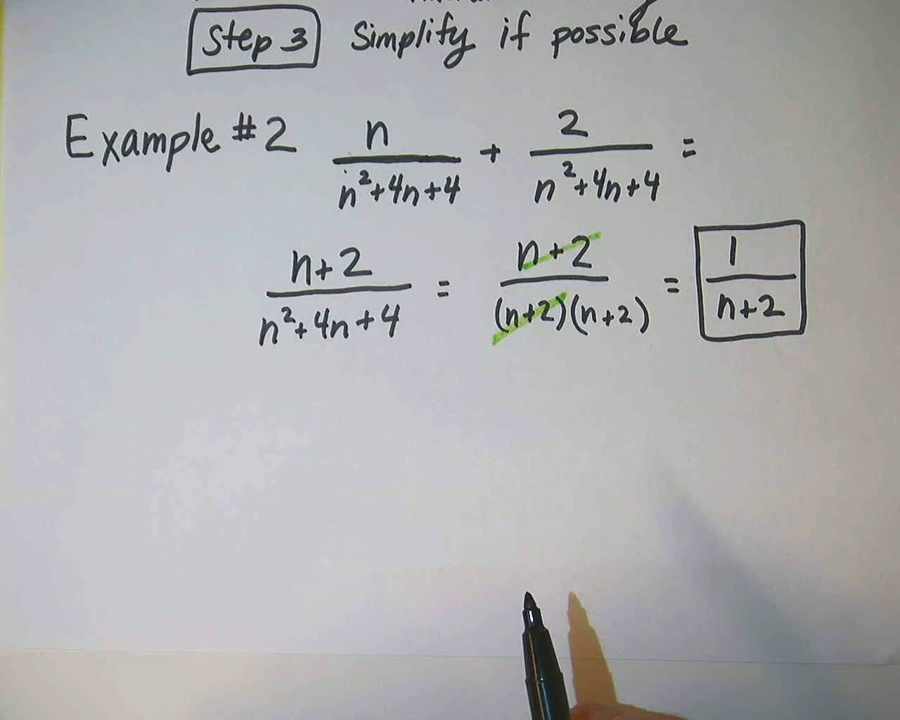 Step 3 Simplify if possible
Example #2 n/(n²+4n+4) + 2/(n²+4n+4) =
(n+2)/(n²+4n+4) = (n+2)/((n+2)(n+2)) = 1/(n+2)